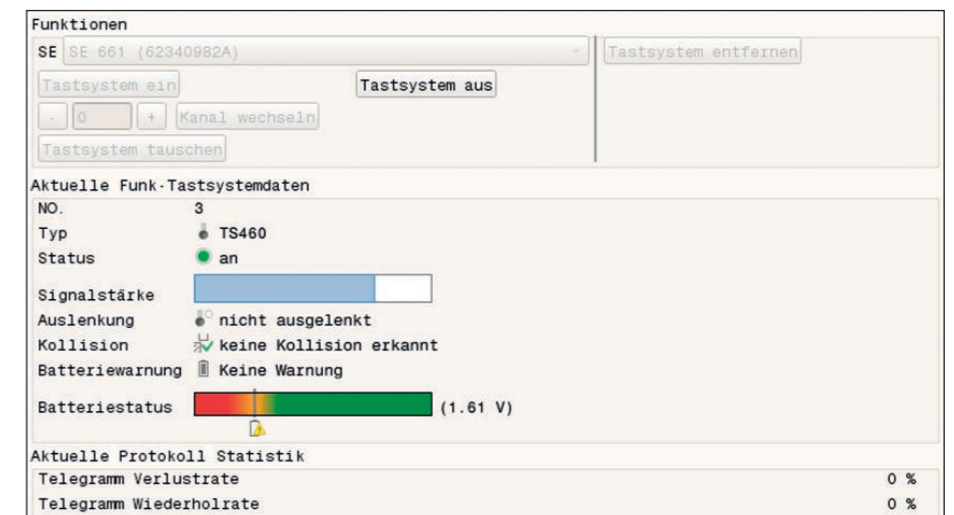 Funktionen
SE SE 661 (62340982A) Tastsystem entfernen
Tastsystem ein Tastsystem aus
- 0 + Kanal wechseln
Tastsystem tauschen
Aktuelle Funk-Tastsystemdaten
NO. 3
Typ TS460
Status an
Signalstärke
Auslenkung nicht ausgelenkt
Kollision keine Kollision erkannt
Batteriewarnung Keine Warnung
Batteriestatus (1.61 V)
Aktuelle Protokoll Statistik
Telegramm Verlustrate 0 %
Telegramm Wiederholrate 0 %